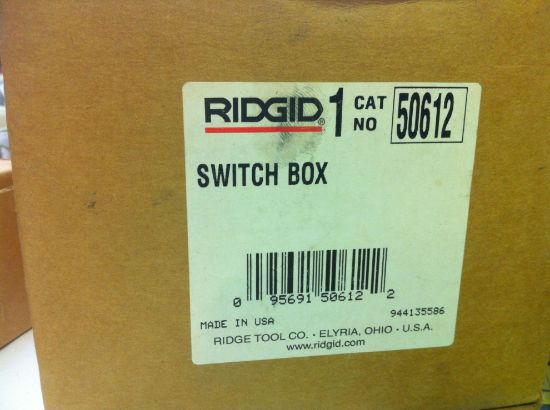 RIDGID® 1 CAT NO 50612
SWITCH BOX
0 95691 50612 2
MADE IN USA 944135586
RIDGE TOOL CO. • ELYRIA, OHIO • U.S.A.
www.ridgid.com